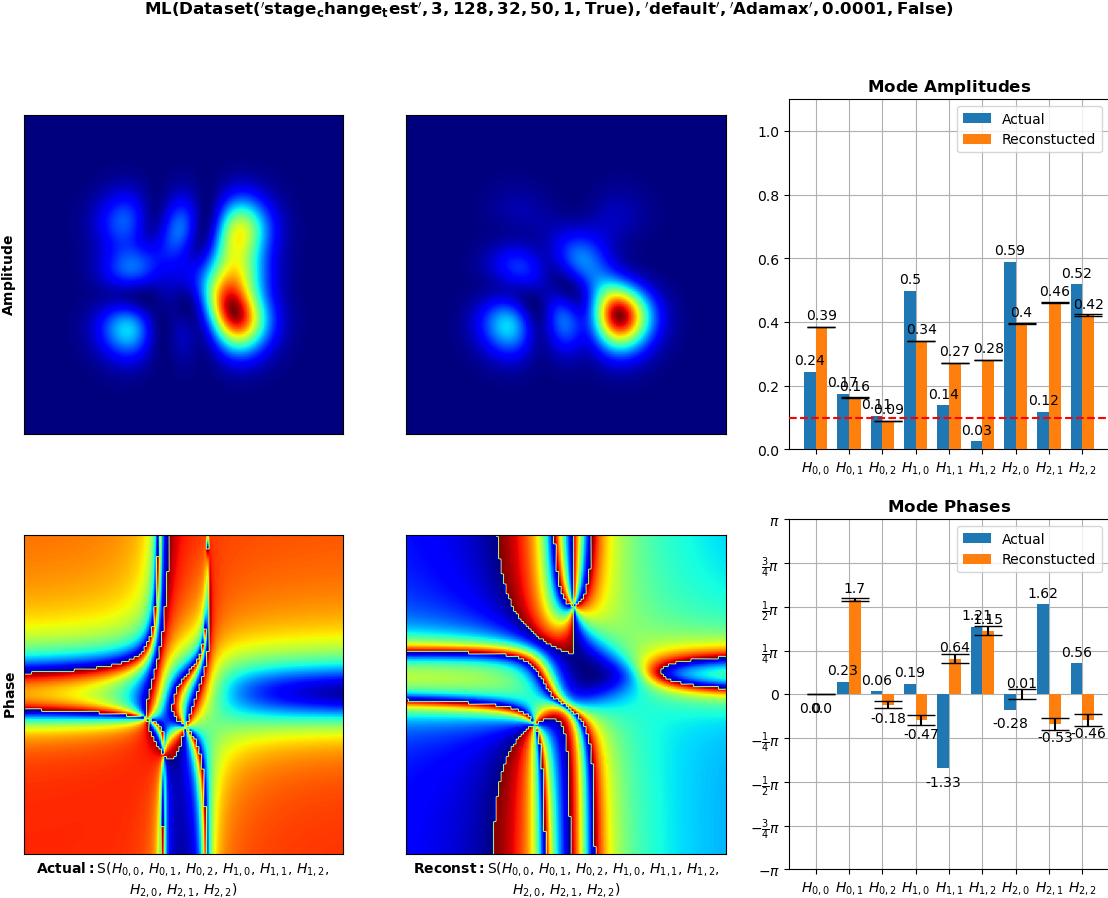 ML(Dataset('stage_change_test', 3, 128, 32, 50, 1, True), 'default', 'Adamax', 0.0001, False)
Amplitude
Mode Amplitudes
Actual
Reconstucted
1.0
0.8
0.6
0.4
0.2
0.0
0.24
0.39
0.17
0.16
0.11
0.09
0.5
0.34
0.14
0.27
0.03
0.28
0.59
0.4
0.12
0.46
0.52
0.42
H0,0 H0,1 H0,2 H1,0 H1,1 H1,2 H2,0 H2,1 H2,2
Phase
Actual: S(H0,0, H0,1, H0,2, H1,0, H1,1, H1,2,
H2,0, H2,1, H2,2)
Reconst: S(H0,0, H0,1, H0,2, H1,0, H1,1, H1,2,
H2,0, H2,1, H2,2)
Mode Phases
Actual
Reconstucted
π
3/4π
1/2π
1/4π
0
−1/4π
−1/2π
−3/4π
−π
0.0
0.0
0.23
1.7
0.06
-0.18
0.19
-0.47
-1.33
0.64
1.21
1.15
-0.28
0.01
1.62
-0.53
0.56
-0.46
H0,0 H0,1 H0,2 H1,0 H1,1 H1,2 H2,0 H2,1 H2,2